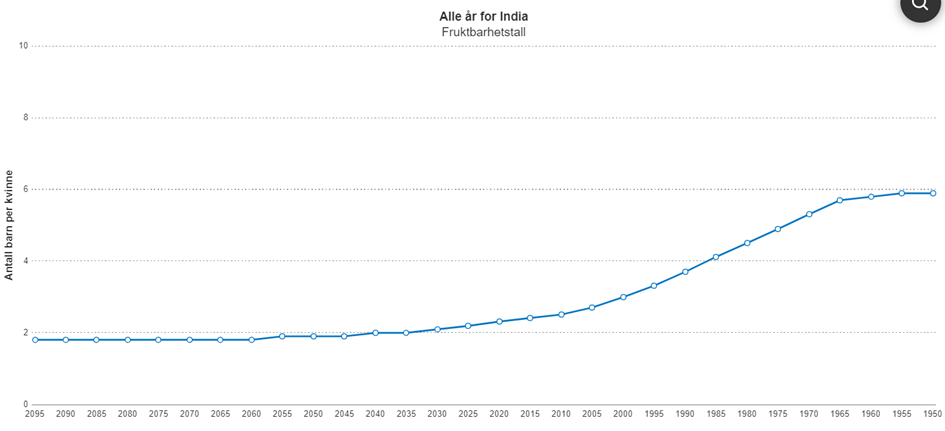 Alle år for India
Fruktbarhetstall
Antall barn per kvinne
10
8
6
4
2
0
2095 2090 2085 2080 2075 2070 2065 2060 2055 2050 2045 2040 2035 2030 2025 2020 2015 2010 2005 2000 1995 1990 1985 1980 1975 1970 1965 1960 1955 1950